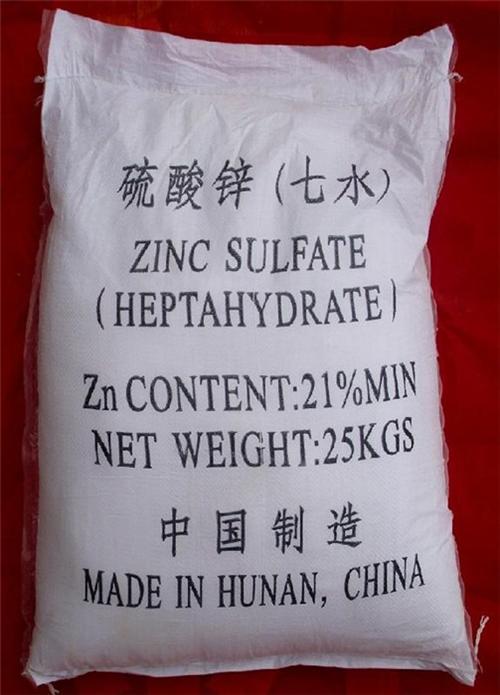 硫酸锌(七水)
ZINC SULFATE
(HEPTAHYDRATE)
Zn CONTENT:21%MIN
NET WEIGHT:25KGS
中国制造
MADE IN HUNAN, CHINA